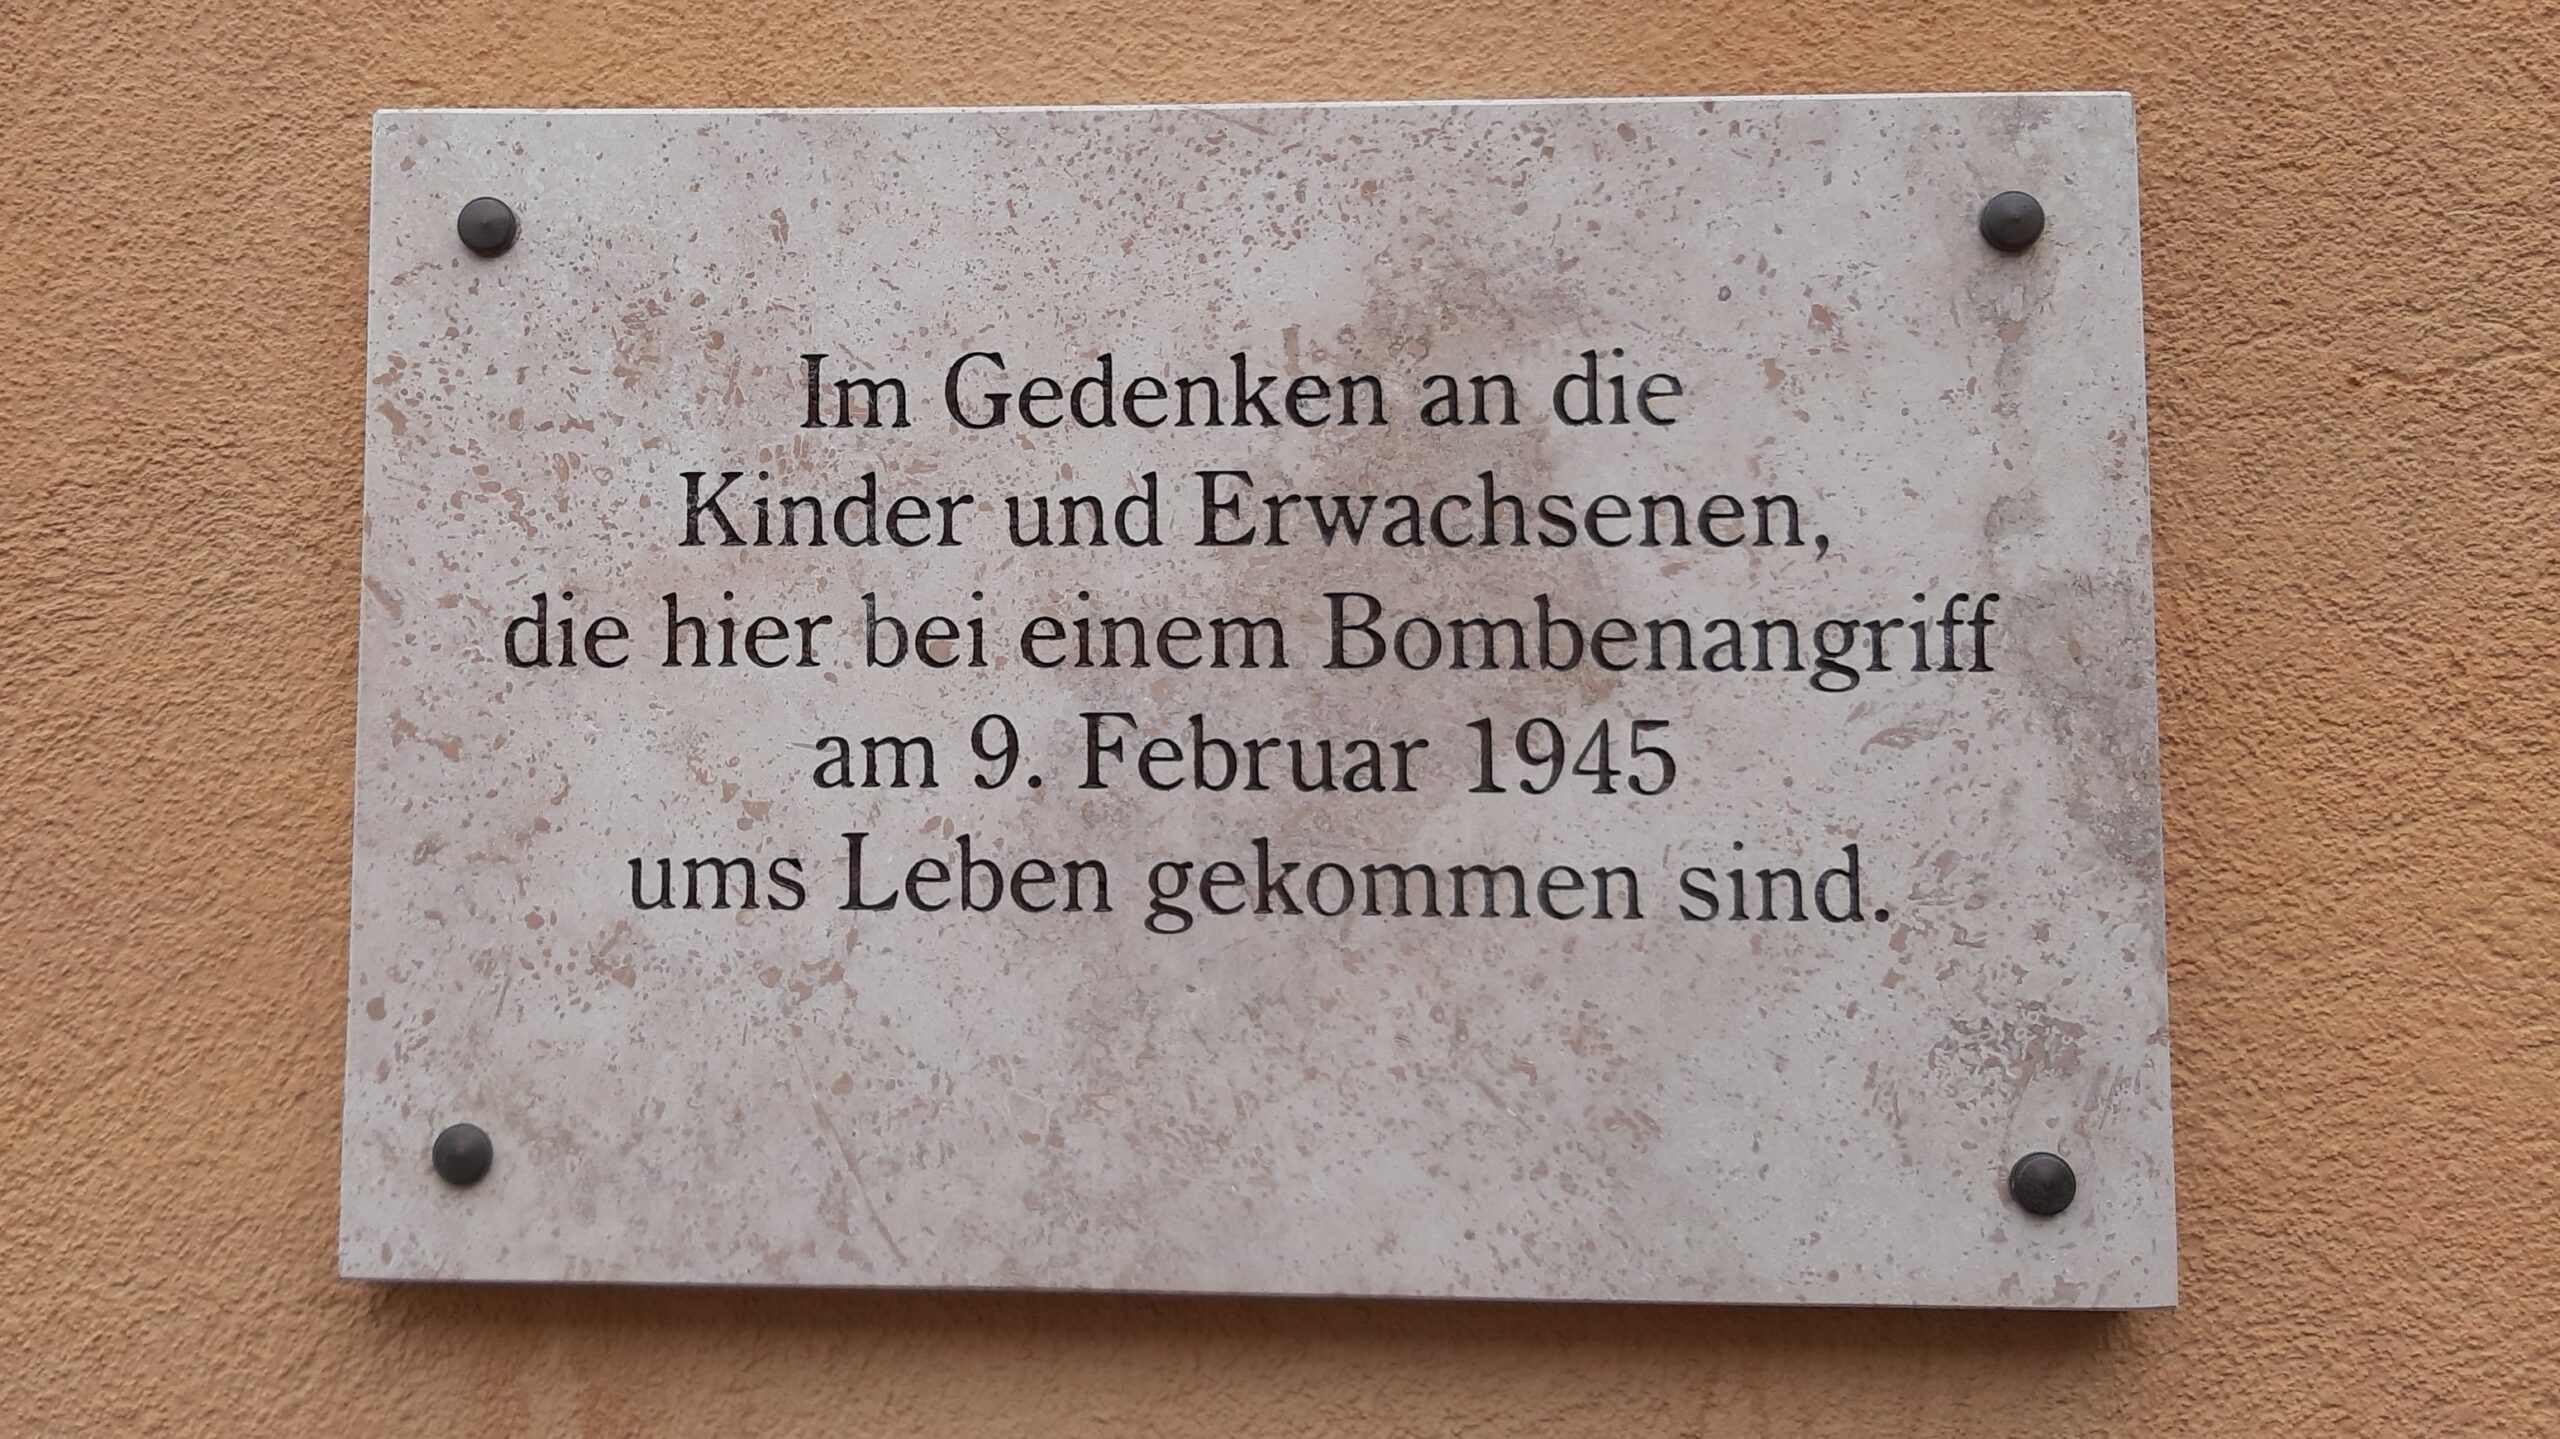 Im Gedenken an die
Kinder und Erwachsenen,
die hier bei einem Bombenangriff
am 9. Februar 1945
ums Leben gekommen sind.